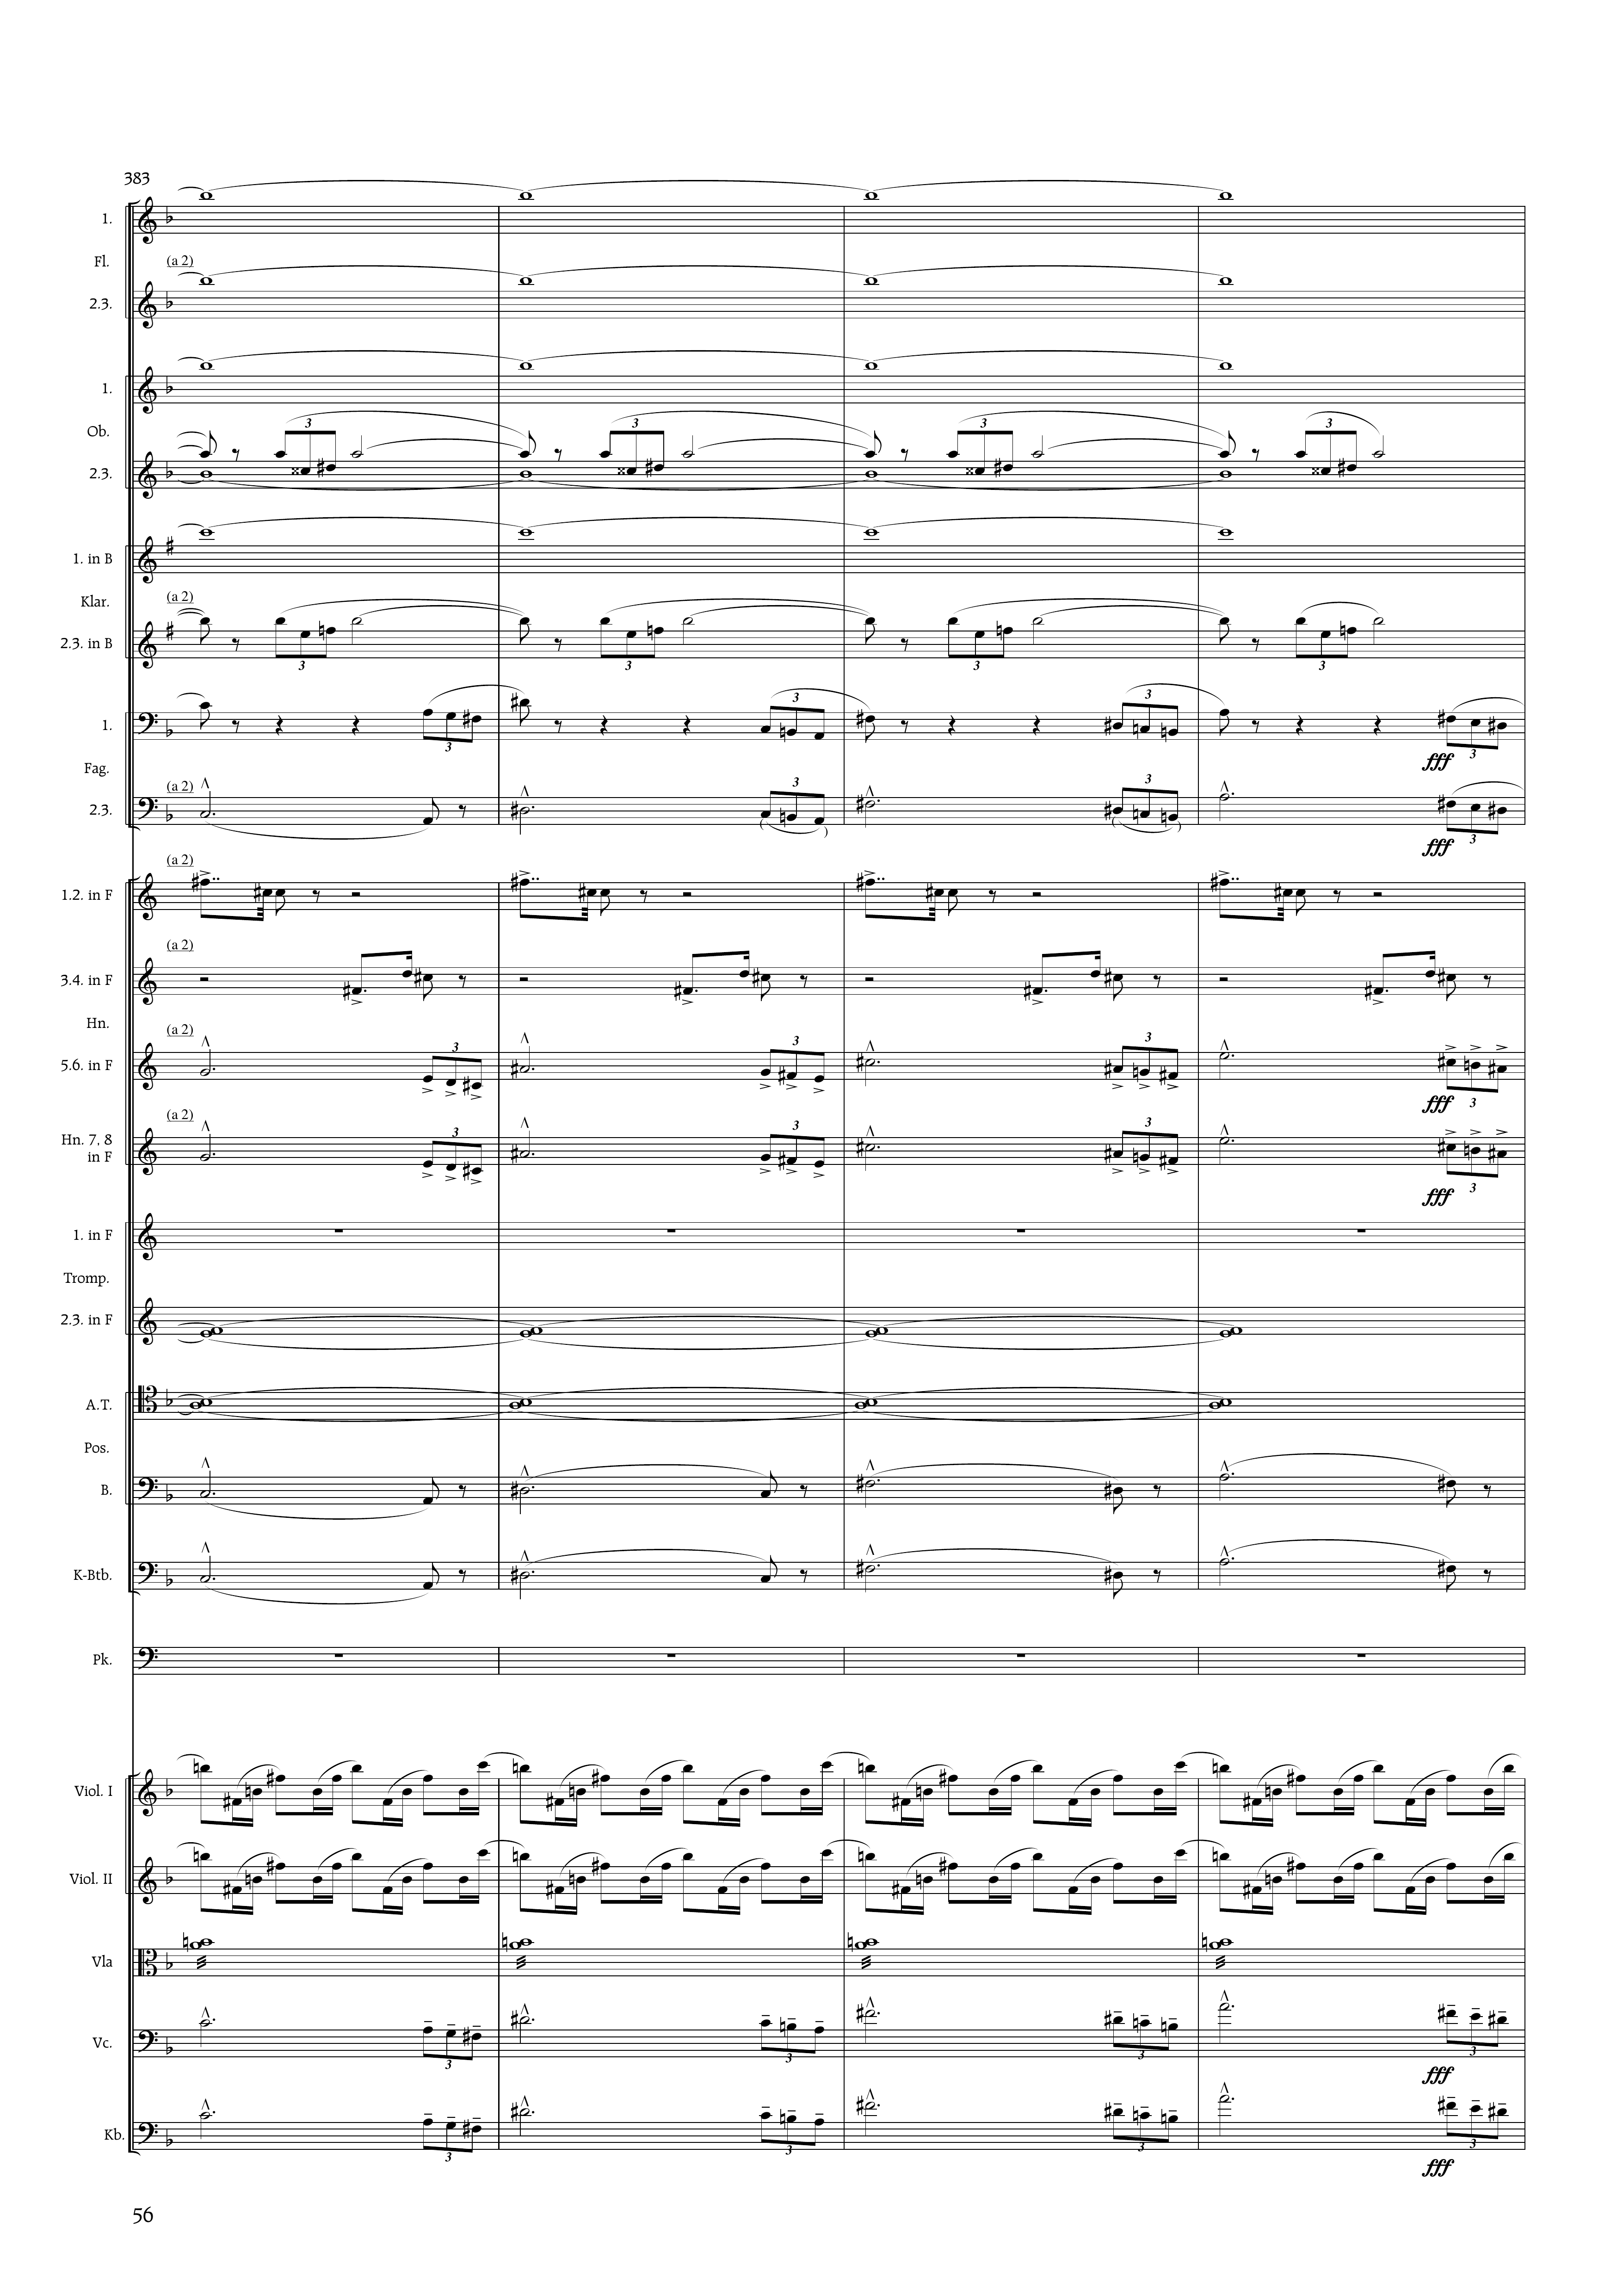 383
1.
Fl.
(a 2)
2.3.
1.
Ob.
3 3 3 3
2.3.
1. in B
Klar.
(a 2)
2.3. in B
3 3 3 3
1.
3 3 3 3
fff
Fag.
(a 2)
2.3.
3 3 3
fff
(a 2)
1.2. in F
(a 2)
3.4. in F
Hn.
(a 2)
5.6. in F
3 3 3 3
fff
(a 2)
Hn. 7, 8
in F
3 3 3 3
fff
1. in F
Tromp.
2.3. in F
A.T.
Pos.
B.
K-Btb.
Pk.
Viol. I
Viol. II
Vla
Vc.
3 3 3 3
fff
Kb.
3 3 3 3
fff
56